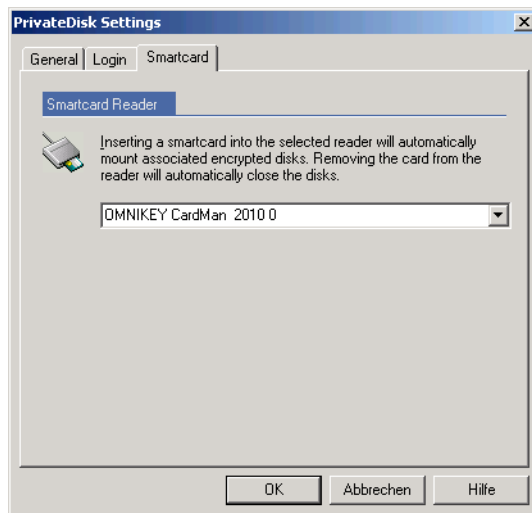 PrivateDisk Settings
General Login Smartcard
Smartcard Reader
Inserting a smartcard into the selected reader will automatically
mount associated encrypted disks. Removing the card from the
reader will automatically close the disks.
OMNIKEY CardMan 2010 0
OK Abbrechen Hilfe